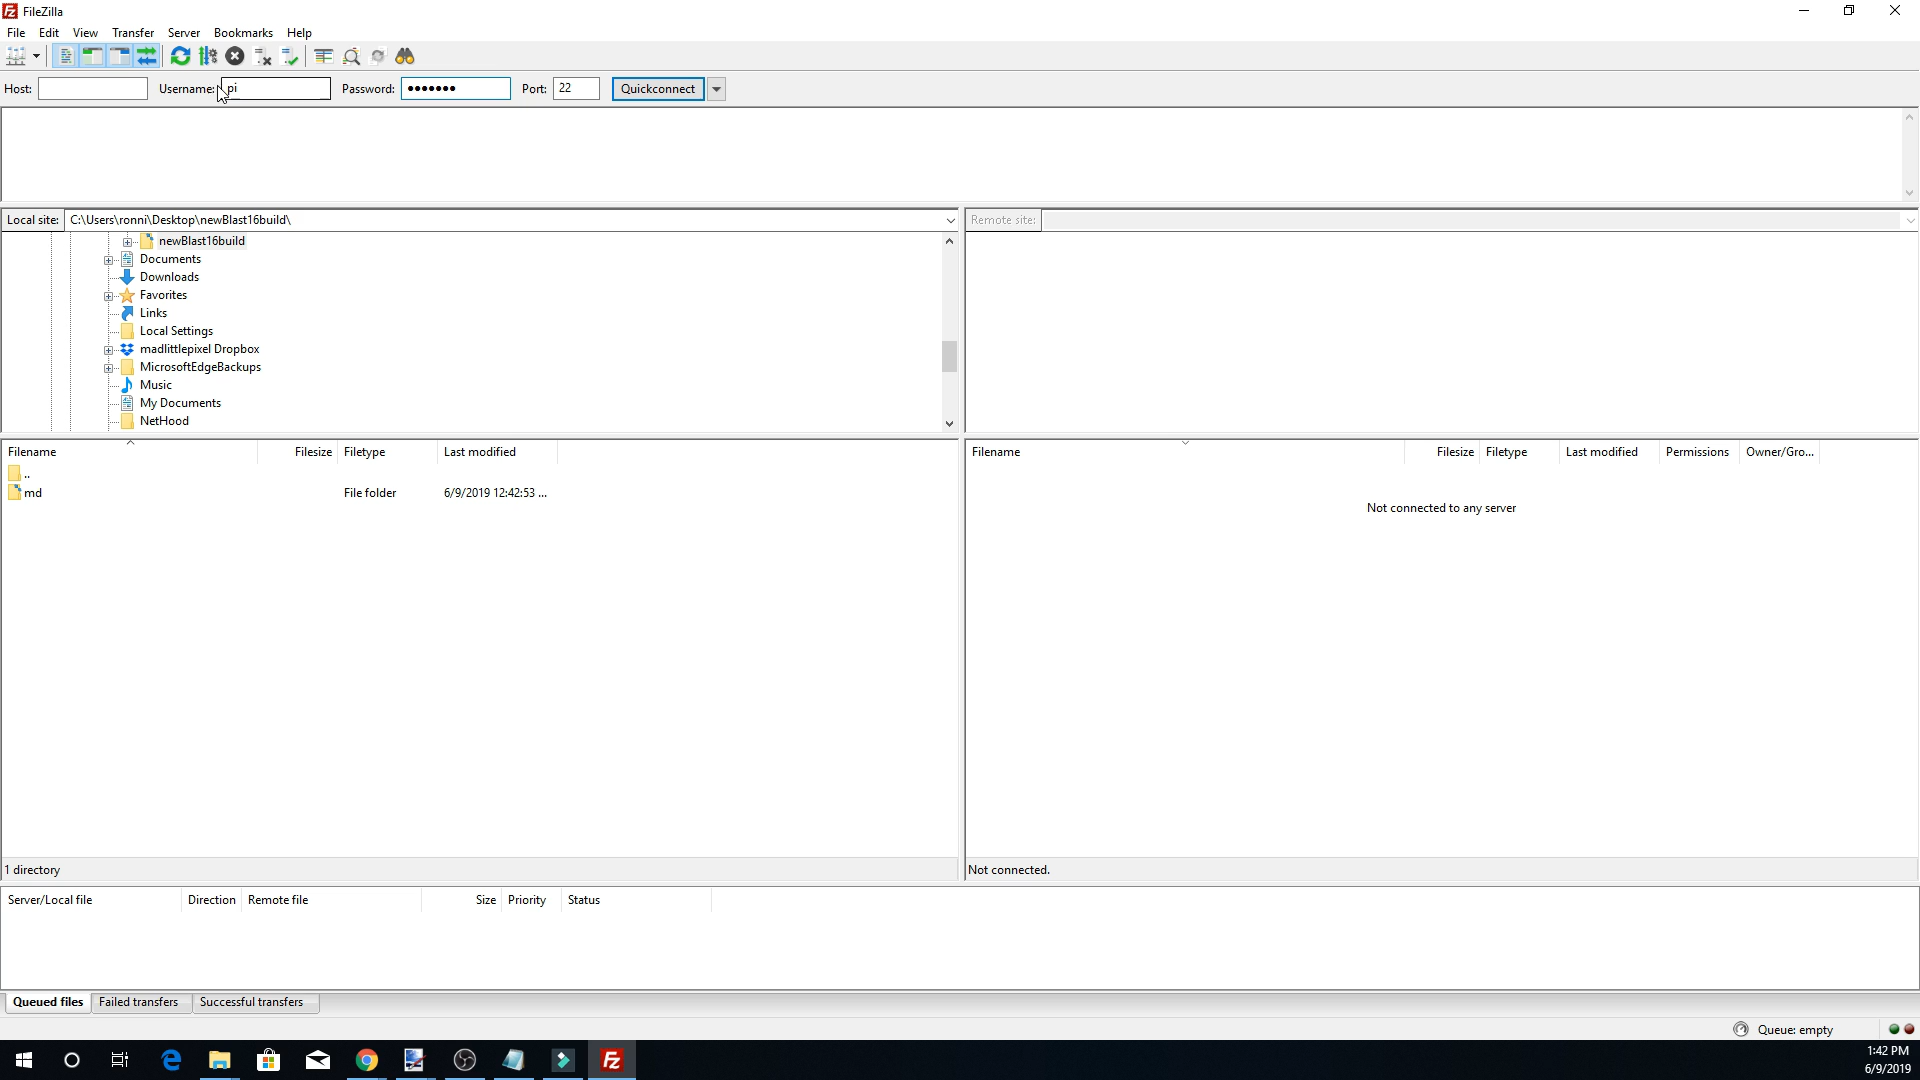 FileZilla
File Edit View Transfer Server Bookmarks Help
Host: Username: pi Password: ●●●●●●● Port: 22 Quickconnect
Local site: C:\Users\ronni\Desktop\newBlast16build\ Remote site:
newBlast16build
Documents
Downloads
Favorites
Links
Local Settings
madlittlepixel Dropbox
MicrosoftEdgeBackups
Music
My Documents
NetHood
Filename Filesize Filetype Last modified
..
md File folder 6/9/2019 12:42:53 ...
1 directory
Filename Filesize Filetype Last modified Permissions Owner/Gro...
Not connected to any server
Not connected.
Server/Local file Direction Remote file Size Priority Status
Queued files Failed transfers Successful transfers
Queue: empty
1:42 PM
6/9/2019